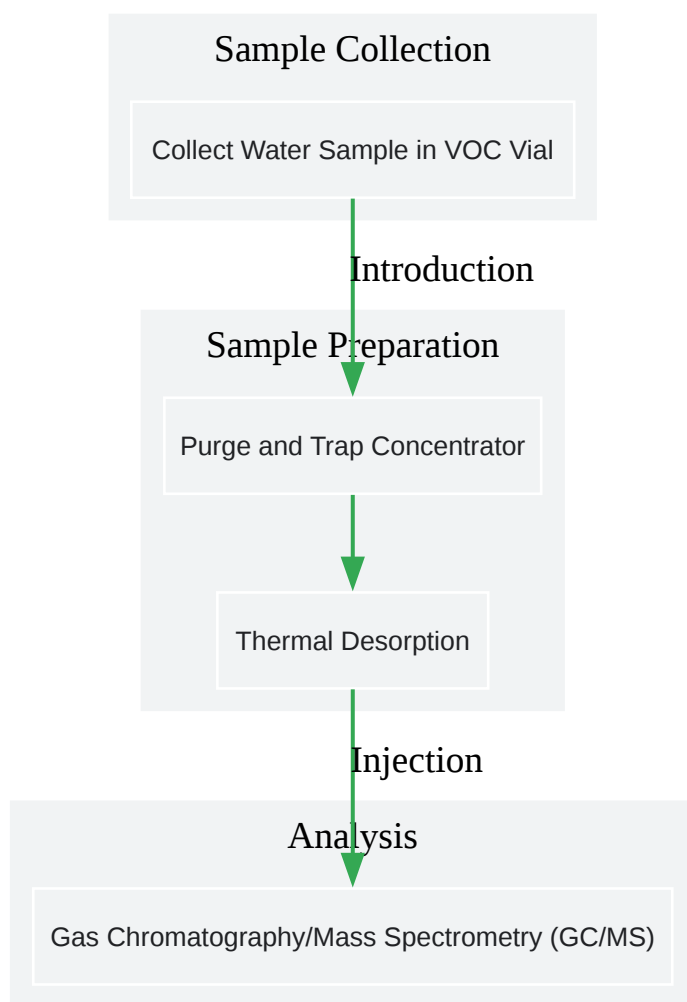 Sample Collection
Collect Water Sample in VOC Vial
Introduction
Sample Preparation
Purge and Trap Concentrator
Thermal Desorption
Injection
Analysis
Gas Chromatography/Mass Spectrometry (GC/MS)